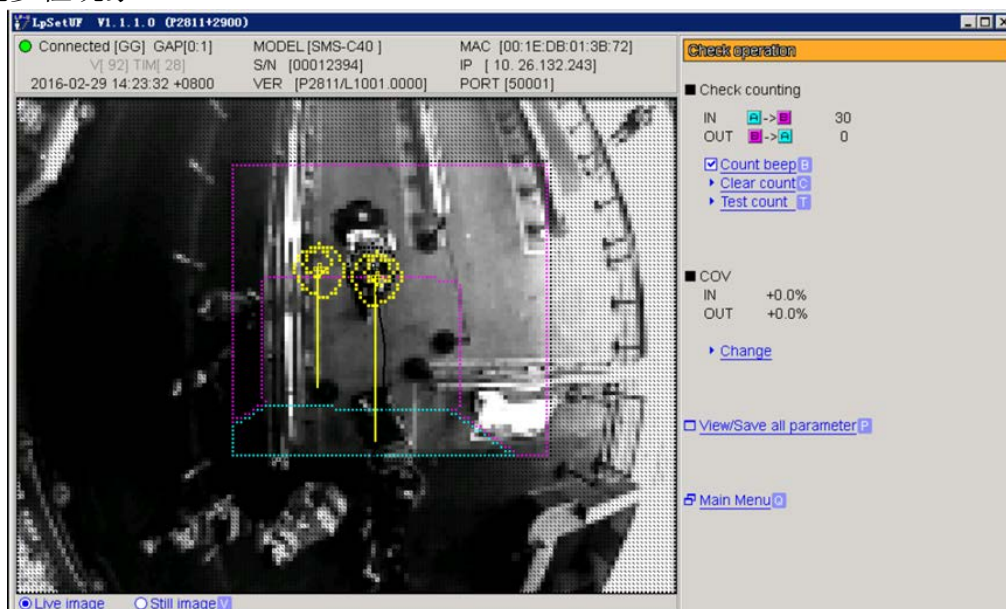 LpSetUF V1.1.1.0 (P2811+2900)
Connected [GG] GAP[0:1] MODEL [SMS-C40 ] MAC [00:1E:DB:01:3B:72]
V[ 92] TIM[ 28] S/N [00012394] IP [ 10. 26.132.243]
2016-02-29 14:23:32 +0800 VER [P2811/L1001.0000] PORT [50001]
Check operation
Check counting
IN A->B 30
OUT B->A 0
Count beep B
Clear count C
Test count T
COV
IN +0.0%
OUT +0.0%
Change
View/Save all parameter P
Main Menu Q
Live image Still image V